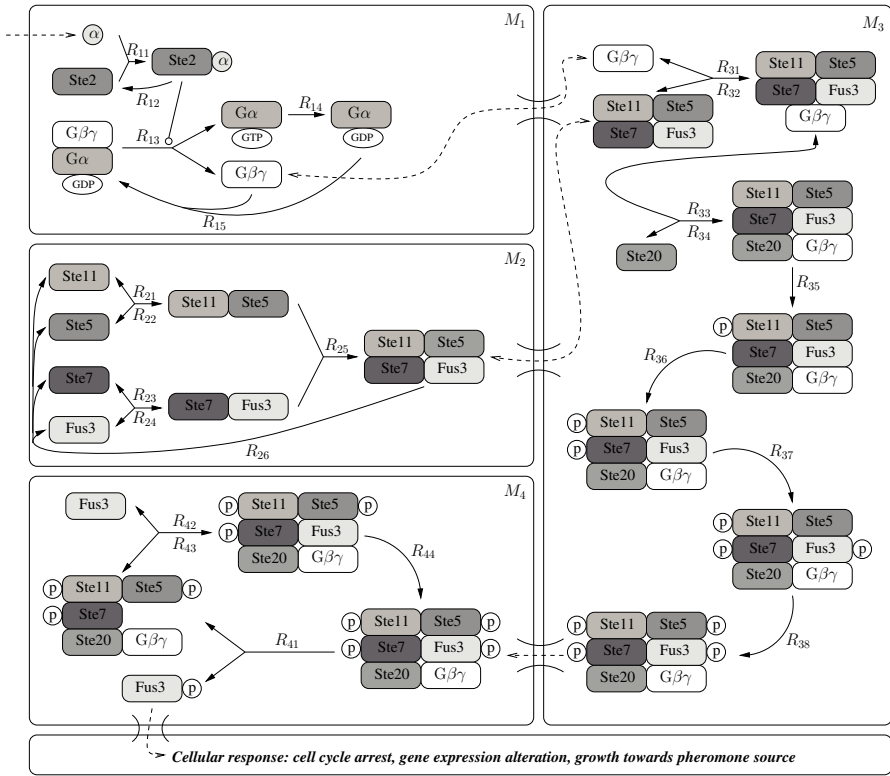 M1
α
R11
Ste2 α
Ste2
R12
Gα
GTP
R14
Gα
GDP
Gβγ
Gα
GDP
R13
Gβγ
R15
M2
Ste11
R21
R22
Ste11 Ste5
Ste5
R25
Ste11 Ste5
Ste7 Fus3
Ste7
R23
R24
Ste7 Fus3
Fus3
R26
M3
Gβγ
R31
R32
Ste11 Ste5
Ste7 Fus3
Gβγ
Ste11 Ste5
Ste7 Fus3
R33
R34
Ste20
Ste11 Ste5
Ste7 Fus3
Ste20 Gβγ
R35
p Ste11 Ste5
Ste7 Fus3
Ste20 Gβγ
R36
p Ste11 Ste5
p Ste7 Fus3
Ste20 Gβγ
R37
p Ste11 Ste5
p Ste7 Fus3 p
Ste20 Gβγ
R38
p Ste11 Ste5 p
p Ste7 Fus3 p
Ste20 Gβγ
M4
Fus3
R42
R43
p Ste11 Ste5 p
p Ste7 Fus3
Ste20 Gβγ
R44
p Ste11 Ste5 p
p Ste7
Ste20 Gβγ
R41
p Ste11 Ste5 p
p Ste7 Fus3 p
Ste20 Gβγ
Fus3 p
Cellular response: cell cycle arrest, gene expression alteration, growth towards pheromone source